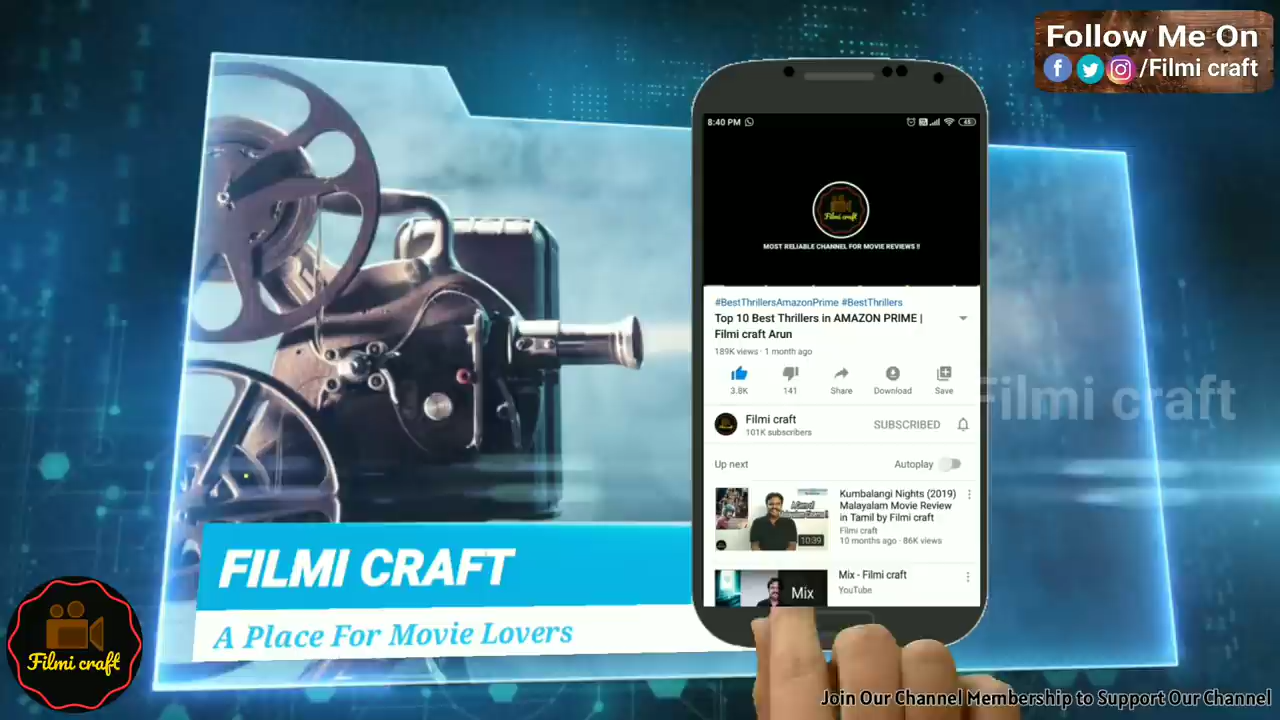 Follow Me On
/Filmi craft
8:40 PM
48
Filmi craft
MOST RELIABLE CHANNEL FOR MOVIE REVIEWS !!
#BestThrillersAmazonPrime #BestThrillers
Top 10 Best Thrillers in AMAZON PRIME |
Filmi craft Arun
189K views · 1 month ago
3.8K
141
Share
Download
Save
Filmi craft
101K subscribers
SUBSCRIBED
Filmi craft
Up next
Autoplay
Kumbalangi Nights (2019)
Malayalam Movie Review
in Tamil by Filmi craft
Filmi craft
10 months ago · 86K views
10:39
Mix
Mix - Filmi craft
YouTube
FILMI CRAFT
A Place For Movie Lovers
Filmi craft
Join Our Channel Membership to Support Our Channel